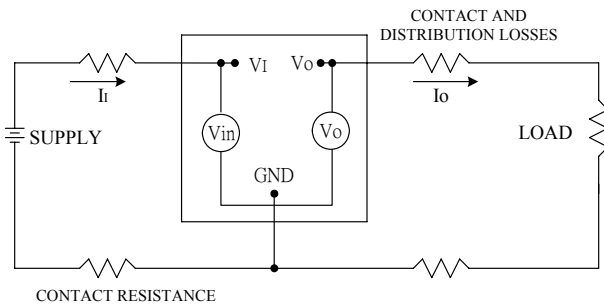 CONTACT AND
DISTRIBUTION LOSSES
VI
VO
II
IO
SUPPLY
Vin
Vo
LOAD
GND
CONTACT RESISTANCE